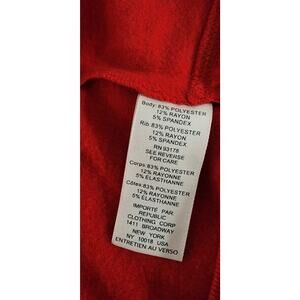 Body: 83% POLYESTER
12% RAYON
5% SPANDEX
Rib: 83% POLYESTER
12% RAYON
5% SPANDEX
RN 93178
SEE REVERSE
FOR CARE
Corps: 83% POLYESTER
12% RAYONNE
5% ELASTHANNE
Côtes: 83% POLYESTER
12% RAYONNE
5% ELASTHANNE
IMPORTÉ PAR
REPUBLIC
CLOTHING CORP
1411 BROADWAY
NEW YORK
NY 10018 USA
ENTRETIEN AU VERSO